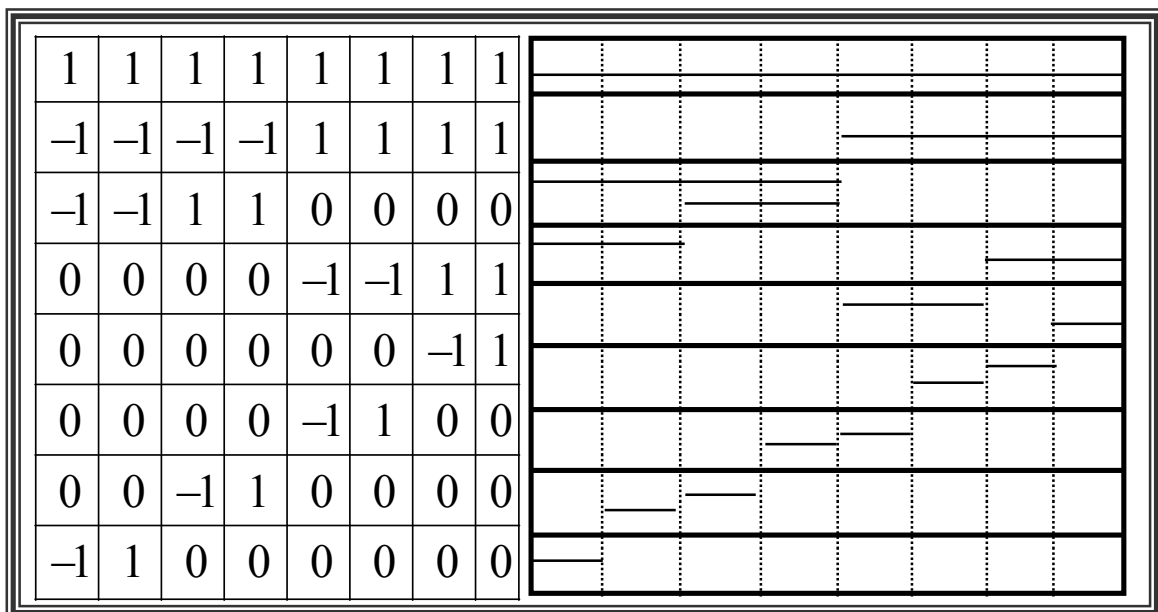 1 1 1 1 1 1 1 1
–1 –1 –1 –1 1 1 1 1
–1 –1 1 1 0 0 0 0
0 0 0 0 –1 –1 1 1
0 0 0 0 0 0 –1 1
0 0 0 0 –1 1 0 0
0 0 –1 1 0 0 0 0
–1 1 0 0 0 0 0 0